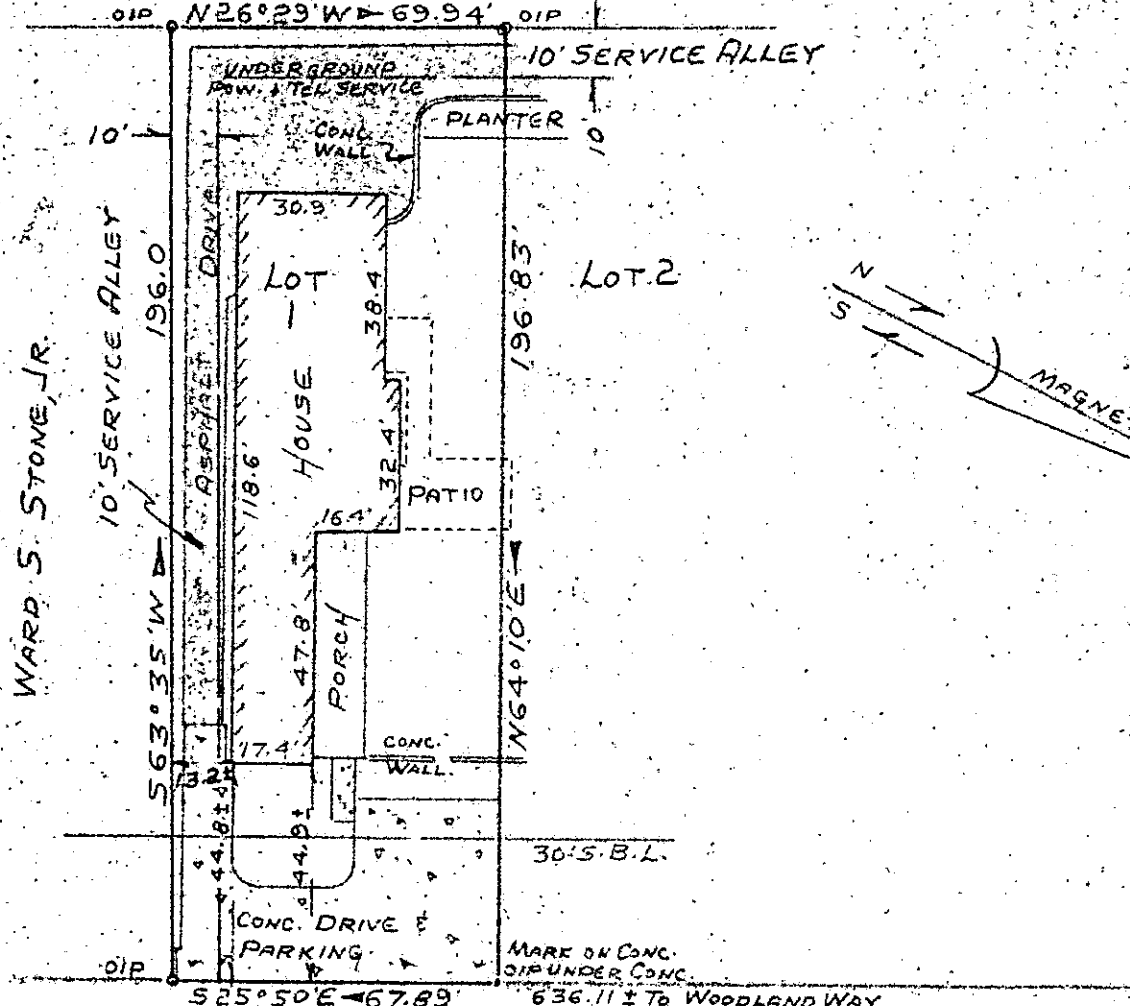 OIP N26°29'W 69.94' OIP
10' SERVICE ALLEY
UNDERGROUND
POW. & TEL SERVICE
PLANTER
10'
10'
CONC.
WALL
30.9'
DRIVE
ASPHALT
10' SERVICE ALLEY
196.0'
S63°35'W
WARD S. STONE, JR.
LOT
1
HOUSE
118.6'
38.4'
32.4'
16.4'
47.8'
17.4'
PATIO
PORCH
196.83'
N64°10'E
LOT 2
N
S
MAGNE
CONC.
WALL
13.2'
44.8±
44.9±
30' S.B.L.
CONC. DRIVE &
PARKING
MARK ON CONC.
OIP UNDER CONC.
OIP
S25°50'E 67.89' 636.11± TO WOODLAND WAY